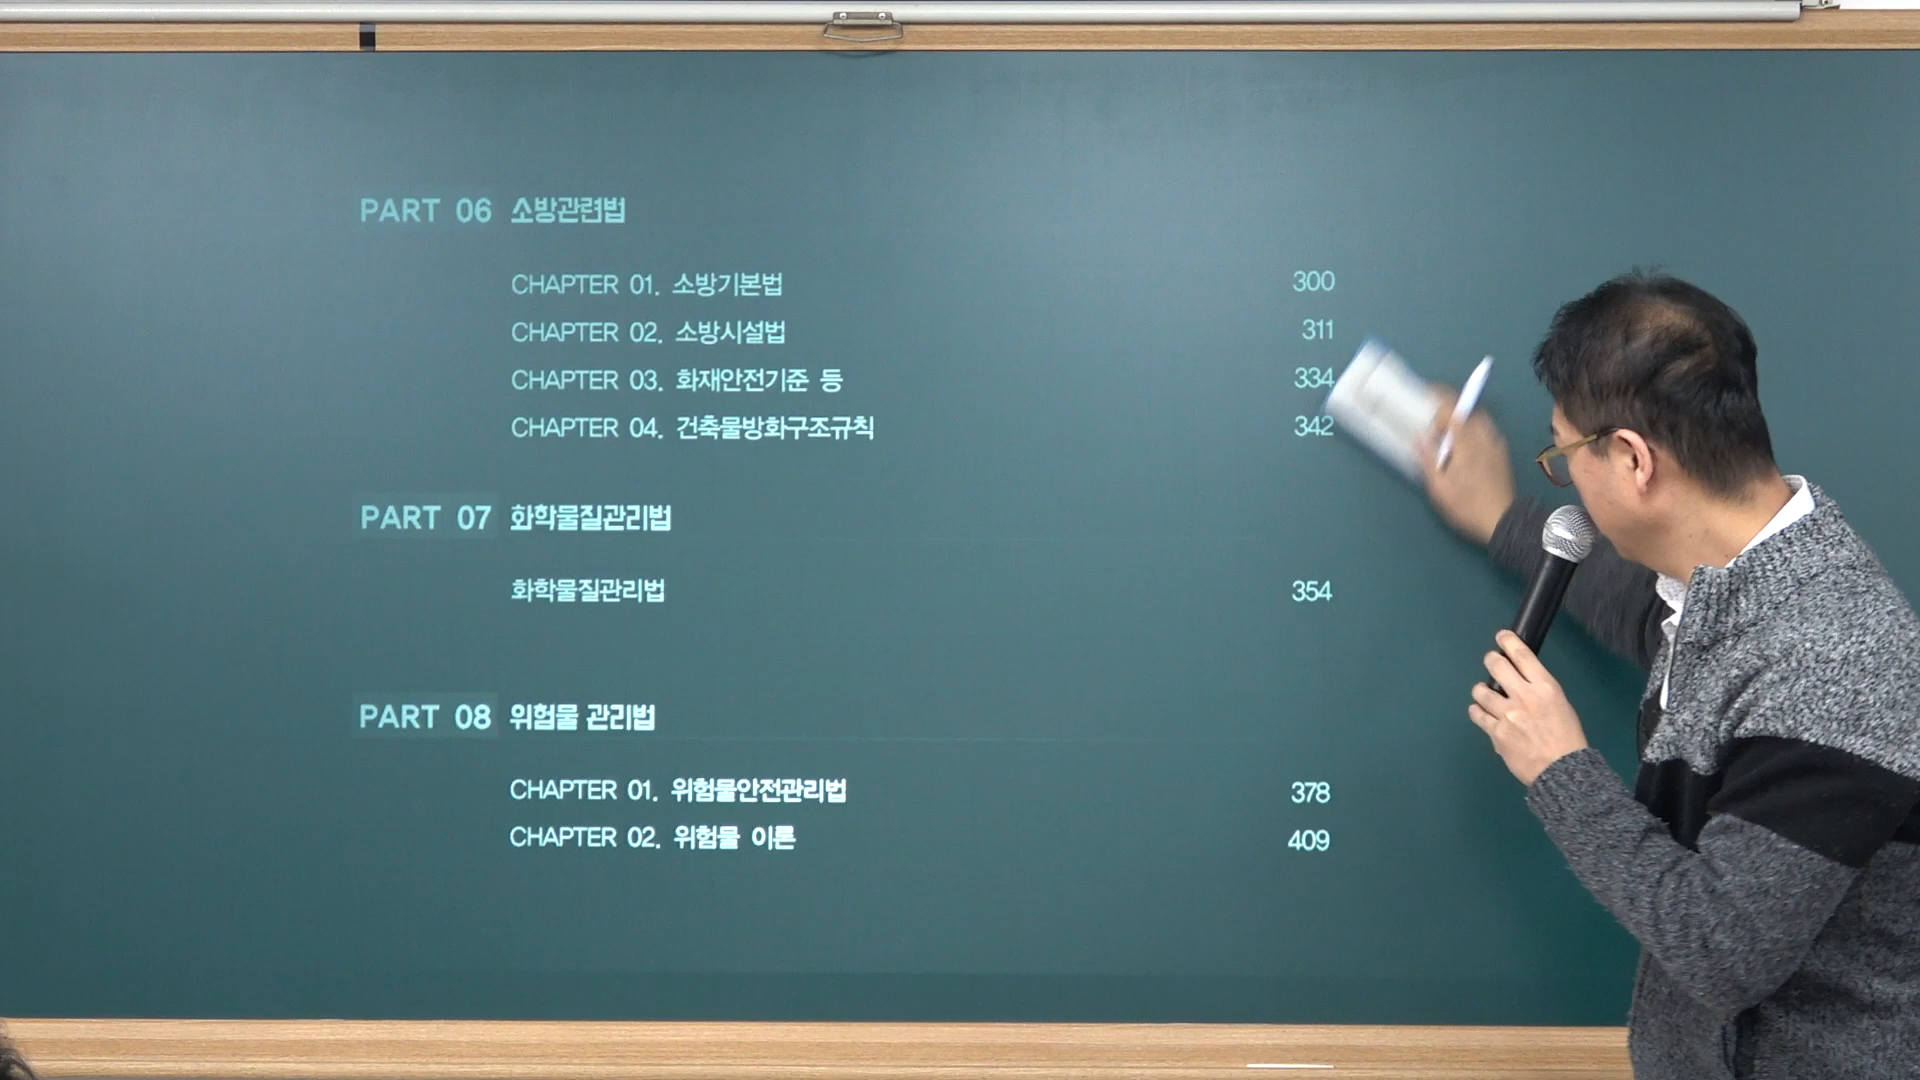 PART 06 소방관련법
CHAPTER 01. 소방기본법 300
CHAPTER 02. 소방시설법 311
CHAPTER 03. 화재안전기준 등 334
CHAPTER 04. 건축물방화구조규칙 342
PART 07 화학물질관리법
화학물질관리법 354
PART 08 위험물 관리법
CHAPTER 01. 위험물안전관리법 378
CHAPTER 02. 위험물 이론 409